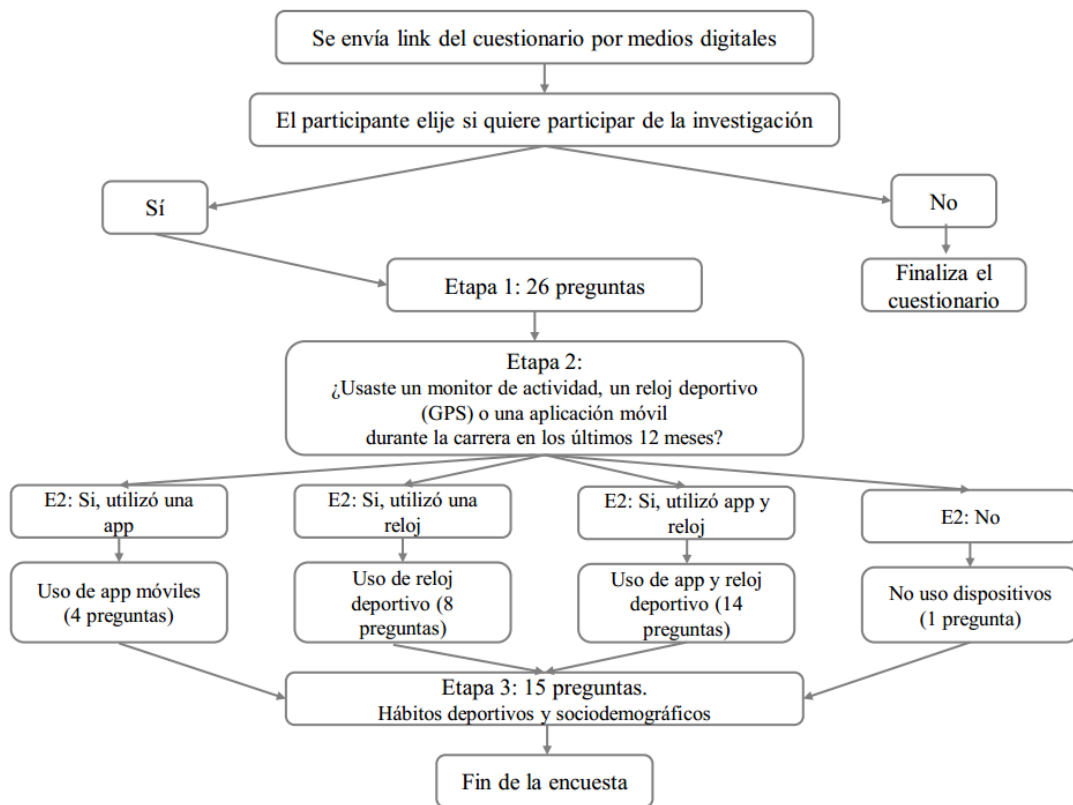 Se envía link del cuestionario por medios digitales
El participante elije si quiere participar de la investigación
Sí
No
Etapa 1: 26 preguntas
Finaliza el
cuestionario
Etapa 2:
¿Usaste un monitor de actividad, un reloj deportivo
(GPS) o una aplicación móvil
durante la carrera en los últimos 12 meses?
E2: Si, utilizó una
app
E2: Si, utilizó una
reloj
E2: Si, utilizó app y
reloj
E2: No
Uso de app móviles
(4 preguntas)
Uso de reloj
deportivo (8
preguntas)
Uso de app y reloj
deportivo (14
preguntas)
No uso dispositivos
(1 pregunta)
Etapa 3: 15 preguntas.
Hábitos deportivos y sociodemográficos
Fin de la encuesta